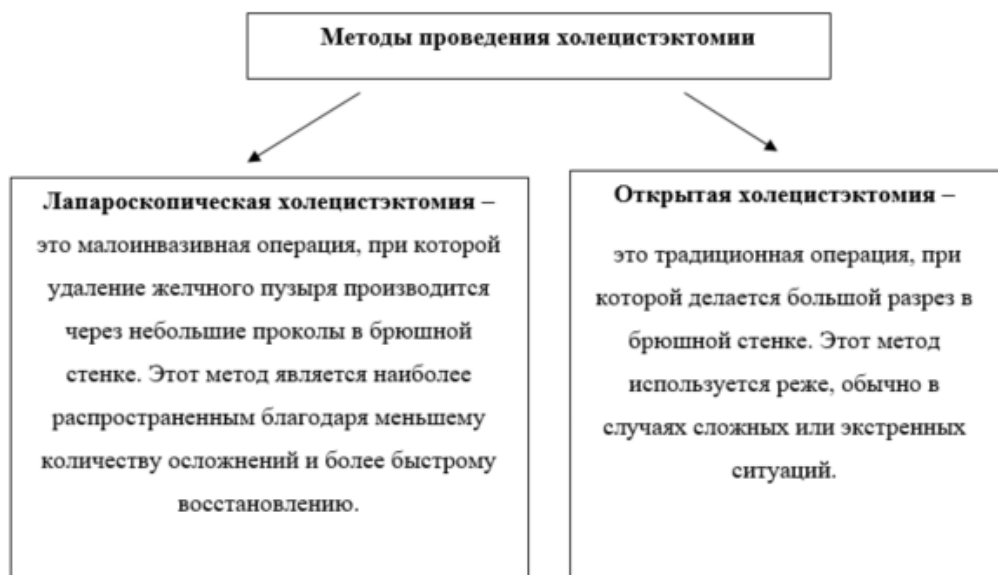 Методы проведения холецистэктомии
Лапароскопическая холецистэктомия –
это малоинвазивная операция, при которой
удаление желчного пузыря производится
через небольшие проколы в брюшной
стенке. Этот метод является наиболее
распространенным благодаря меньшему
количеству осложнений и более быстрому
восстановлению.
Открытая холецистэктомия –
это традиционная операция, при
которой делается большой разрез в
брюшной стенке. Этот метод
используется реже, обычно в
случаях сложных или экстренных
ситуаций.